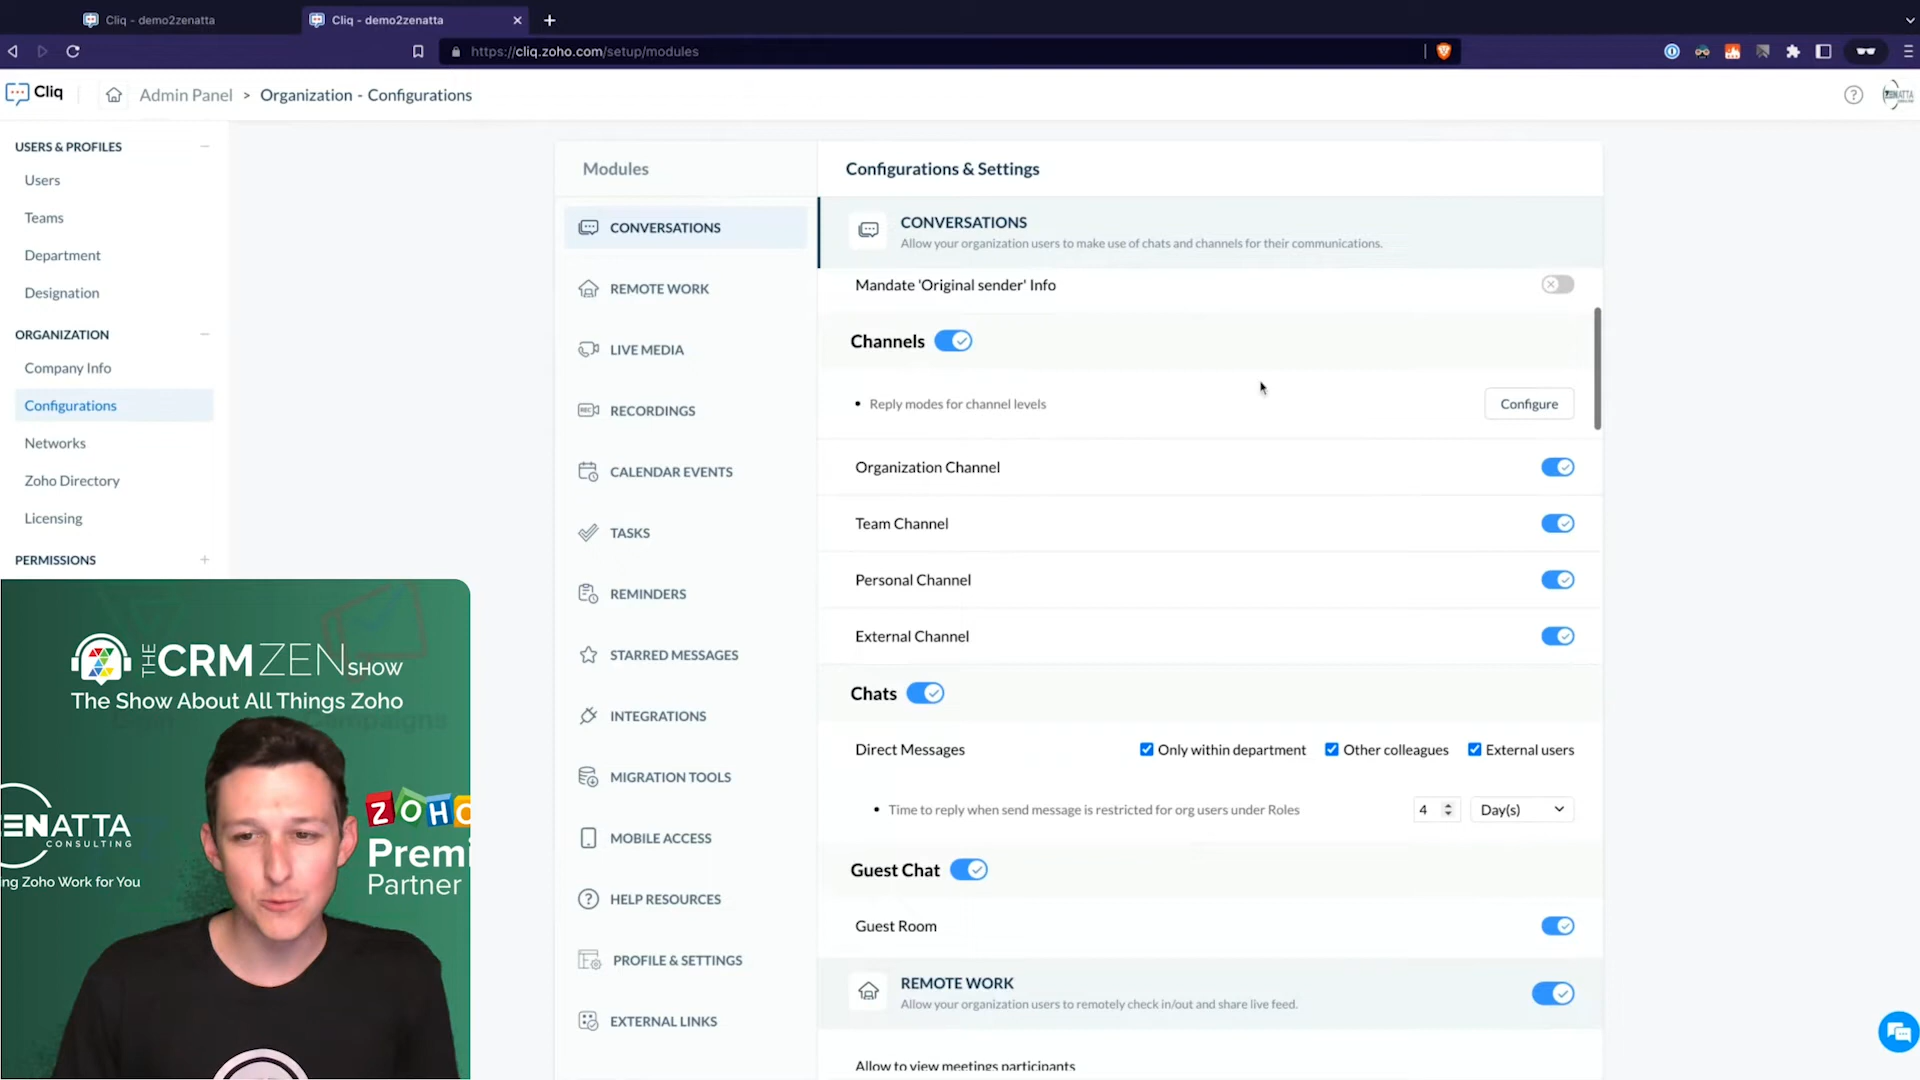 Cliq - demo2zenatta
Cliq - demo2zenatta
https://cliq.zoho.com/setup/modules
Cliq
Admin Panel > Organization - Configurations
ZENATTA
USERS & PROFILES
Users
Teams
Department
Designation
ORGANIZATION
Company Info
Configurations
Networks
Zoho Directory
Licensing
PERMISSIONS
Modules
CONVERSATIONS
REMOTE WORK
LIVE MEDIA
REC
RECORDINGS
CALENDAR EVENTS
TASKS
REMINDERS
STARRED MESSAGES
INTEGRATIONS
MIGRATION TOOLS
MOBILE ACCESS
HELP RESOURCES
PROFILE & SETTINGS
EXTERNAL LINKS
Configurations & Settings
CONVERSATIONS
Allow your organization users to make use of chats and channels for their communications.
Mandate 'Original sender' Info
Channels
• Reply modes for channel levels
Configure
Organization Channel
Team Channel
Personal Channel
External Channel
Chats
Direct Messages
Only within department
Other colleagues
External users
• Time to reply when send message is restricted for org users under Roles
4
Day(s)
Guest Chat
Guest Room
REMOTE WORK
Allow your organization users to remotely check in/out and share live feed.
Allow to view meetings participants
THE CRM ZEN SHOW
The Show About All Things Zoho
ENATTA
CONSULTING
ng Zoho Work for You
ZOHO
Premi
Partner